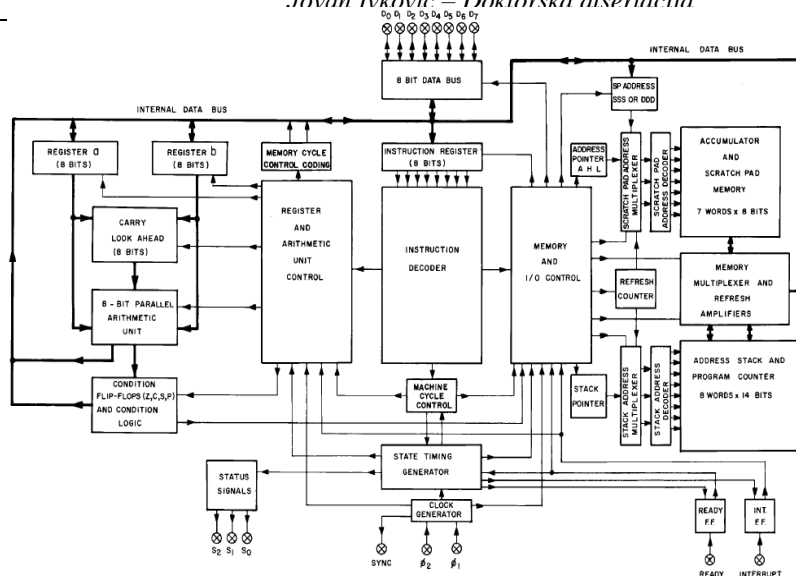 Jovan Ivković – Doktorska disertacija
D0 D1 D2 D3 D4 D5 D6 D7
8 BIT DATA BUS
INTERNAL DATA BUS
INTERNAL DATA BUS
SP ADDRESS
SSS OR DDD
REGISTER a
(8 BITS)
REGISTER b
(8 BITS)
MEMORY CYCLE
CONTROL CODING
INSTRUCTION REGISTER
(8 BITS)
ADDRESS
POINTER
A H L
SCRATCH PAD ADDRESS
MULTIPLEXER
SCRATCH PAD
ADDRESS DECODER
ACCUMULATOR
AND
SCRATCH PAD
MEMORY
7 WORDS x 8 BITS
CARRY
LOOK AHEAD
(8 BITS)
REGISTER
AND
ARITHMETIC
UNIT
CONTROL
INSTRUCTION
DECODER
MEMORY
AND
I/O CONTROL
REFRESH
COUNTER
MEMORY
MULTIPLEXER AND
REFRESH
AMPLIFIERS
8-BIT PARALLEL
ARITHMETIC
UNIT
CONDITION
FLIP-FLOPS (Z,C,S,P)
AND CONDITION
LOGIC
MACHINE
CYCLE
CONTROL
STACK
POINTER
STACK ADDRESS
MULTIPLEXER
STACK ADDRESS
DECODER
ADDRESS STACK AND
PROGRAM COUNTER
8 WORDS x 14 BITS
STATE TIMING
GENERATOR
STATUS
SIGNALS
CLOCK
GENERATOR
READY
F.F.
INT.
F.F.
S2 S1 S0
SYNC
ϕ2
ϕ1
READY
INTERRUPT